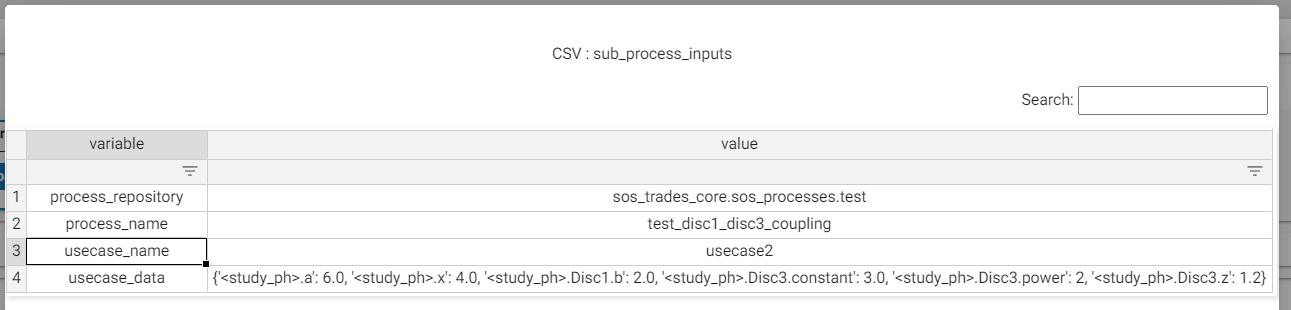 CSV : sub_process_inputs
Search:
variable value
1 process_repository sos_trades_core.sos_processes.test
2 process_name test_disc1_disc3_coupling
3 usecase_name usecase2
4 usecase_data {'<study_ph>.a': 6.0, '<study_ph>.x': 4.0, '<study_ph>.Disc1.b': 2.0, '<study_ph>.Disc3.constant': 3.0, '<study_ph>.Disc3.power': 2, '<study_ph>.Disc3.z': 1.2}